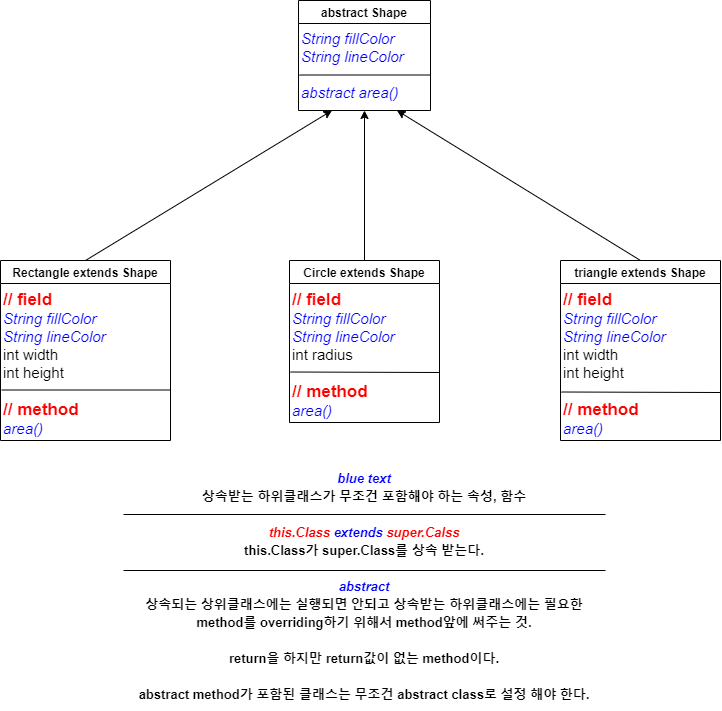 abstract Shape
String fillColor
String lineColor
abstract area()
Rectangle extends Shape
// field
String fillColor
String lineColor
int width
int height
// method
area()
Circle extends Shape
// field
String fillColor
String lineColor
int radius
// method
area()
triangle extends Shape
// field
String fillColor
String lineColor
int width
int height
// method
area()
blue text
상속받는 하위클래스가 무조건 포함해야 하는 속성, 함수
this.Class extends super.Calss
this.Class가 super.Class를 상속 받는다.
abstract
상속되는 상위클래스에는 실행되면 안되고 상속받는 하위클래스에는 필요한
method를 overriding하기 위해서 method앞에 써주는 것.
return을 하지만 return값이 없는 method이다.
abstract method가 포함된 클래스는 무조건 abstract class로 설정 해야 한다.